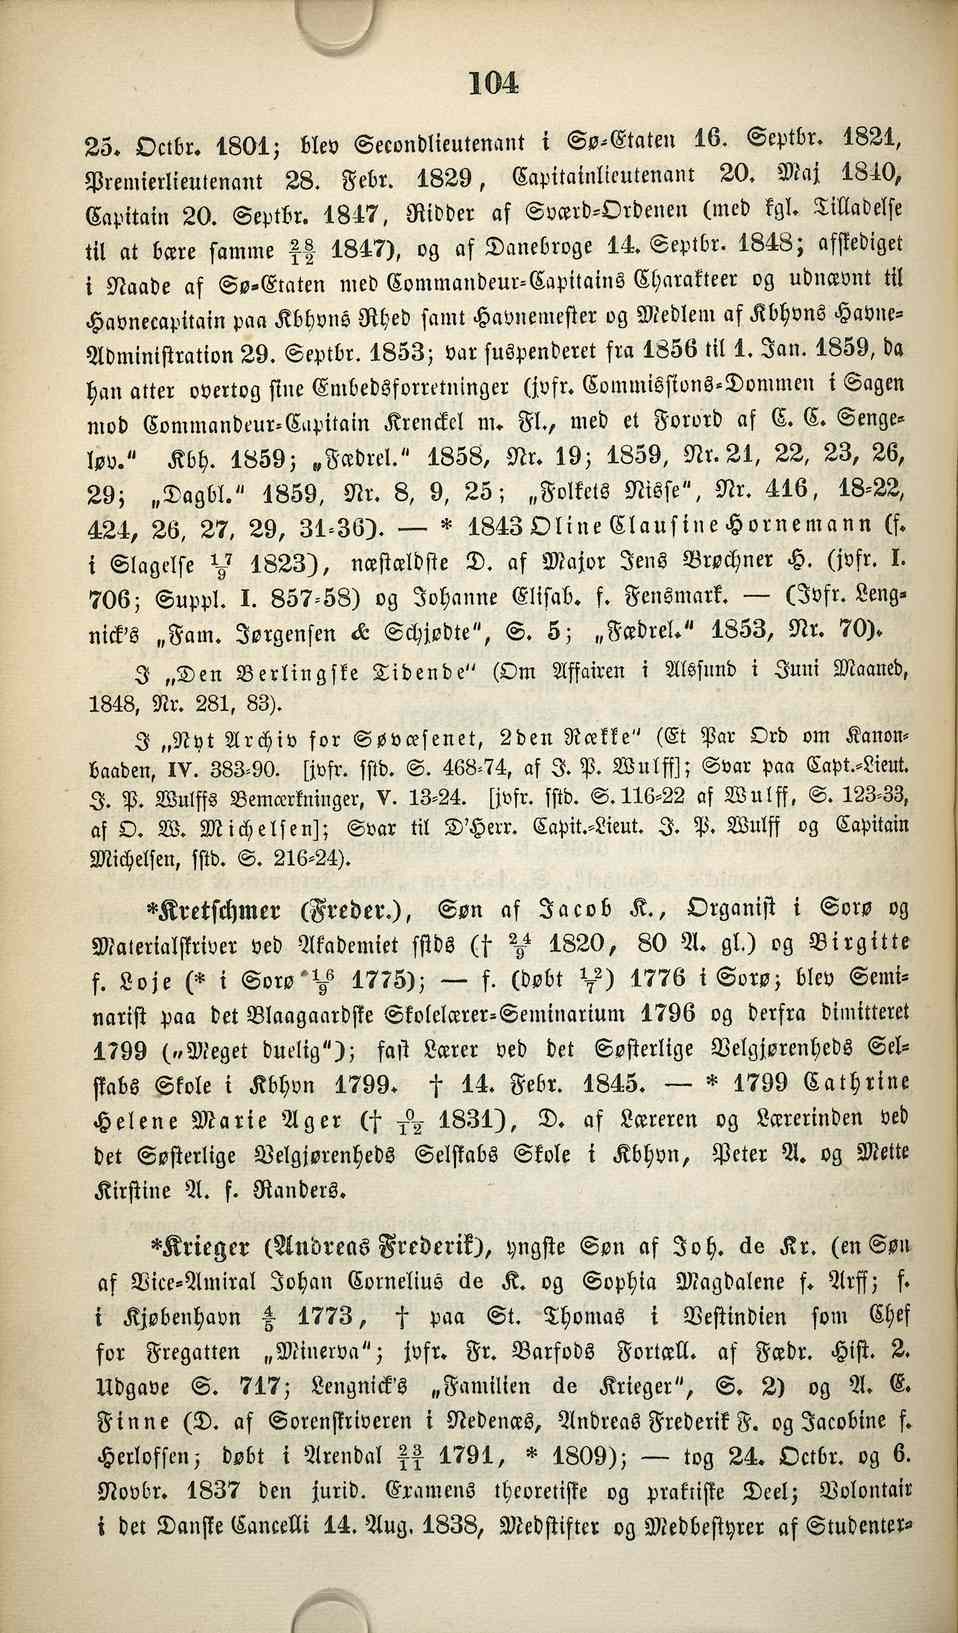 104
25. Octbr. 1801; blev Secondlieutenant i Sø-Etaten 16. Septbr. 1821,
Premierlieutenant 28. Febr. 1829, Capitainlieutenant 20. Maj 1840,
Capitain 20. Septbr. 1847, Ridder af Sværd-Ordenen (med kgl. Tilladelse
til at bære samme 28/12 1847), og af Danebroge 14. Septbr. 1848; afskediget
i Naade af Sø-Etaten med Commandeur-Capitains Charakteer og udnævnt til
Havnecapitain paa Kbhvns Rhed samt Havnemester og Medlem af Kbhvns Havne-
Administration 29. Septbr. 1853; var suspenderet fra 1856 til 1. Jan. 1859, da
han atter overtog sine Embedsforretninger (jvfr. Commissions-Dommen i Sagen
mod Commandeur-Capitain Krenckel m. Fl., med et Forord af C. C. Senge-
løv." Kbh. 1859; „Fædrel." 1858, Nr. 19; 1859, Nr. 21, 22, 23, 26,
29; „Dagbl." 1859, Nr. 8, 9, 25; „Folkets Nisse", Nr. 416, 18-22,
424, 26, 27, 29, 31-36). — * 1843 Oline Clausine Hornemann (f.
i Slagelse 17/9 1823), næstældste D. af Major Jens Brøchner H. (jvfr. I.
706; Suppl. I. 857-58) og Johanne Elisab. f. Fensmark. — (Jvfr. Leng-
nick's „Fam. Jørgensen & Schjødte", S. 5; „Fædrel." 1853, Nr. 70).
I „Den Berlingske Tidende" (Om Affairen i Alssund i Juni Maaned,
1848, Nr. 281, 83).
I „Nyt Archiv for Søvæsenet, 2den Række" (Et Par Ord om Kanon-
baaden, IV. 383-90. [jvfr. sstd. S. 468-74, af J. P. Wulff]; Svar paa Capt.-Lieut.
J. P. Wulffs Bemærkninger, V. 13-24. [jvfr. sstd. S. 116-22 af Wulff, S. 123-33,
af O. W. Michelsen]; Svar til D'Herr. Capit.-Lieut. J. P. Wulff og Capitain
Michelsen, sstd. S. 216-24).
*Kretschmer (Freder.), Søn af Jacob K., Organist i Sorø og
Materialskriver ved Akademiet sstds († 24/9 1820, 80 A. gl.) og Birgitte
f. Loje (* i Sorø 16/9 1775); — f. (døbt 12/7) 1776 i Sorø; blev Semi-
narist paa det Blaagaardske Skolelærer-Seminarium 1796 og derfra dimitteret
1799 („Meget duelig"); fast Lærer ved det Søsterlige Velgjørenheds Sel-
skabs Skole i Kbhvn 1799. † 14. Febr. 1845. — * 1799 Cathrine
Helene Marie Ager († 0/12 1831), D. af Læreren og Lærerinden ved
det Søsterlige Velgjørenheds Selskabs Skole i Kbhvn, Peter A. og Mette
Kirstine A. f. Randers.
*Krieger (Andreas Frederik), yngste Søn af Joh. de Kr. (en Søn
af Vice-Amiral Johan Cornelius de K. og Sophia Magdalene f. Arff; f.
i Kjøbenhavn 4/5 1773, † paa St. Thomas i Vestindien som Chef
for Fregatten „Minerva"; jvfr. Fr. Barfods Fortæll. af Fædr. Hist. 2.
Udgave S. 717; Lengnick's „Familien de Krieger", S. 2) og A. E.
Finne (D. af Sorenskriveren i Nedenæs, Andreas Frederik F. og Jacobine f.
Herlofsen; døbt i Arendal 23/11 1791, * 1809); — tog 24. Octbr. og 6.
Novbr. 1837 den jurid. Examens theoretiske og praktiske Deel; Volontair
i det Danske Cancelli 14. Aug. 1838, Medstifter og Medbestyrer af Studenter-